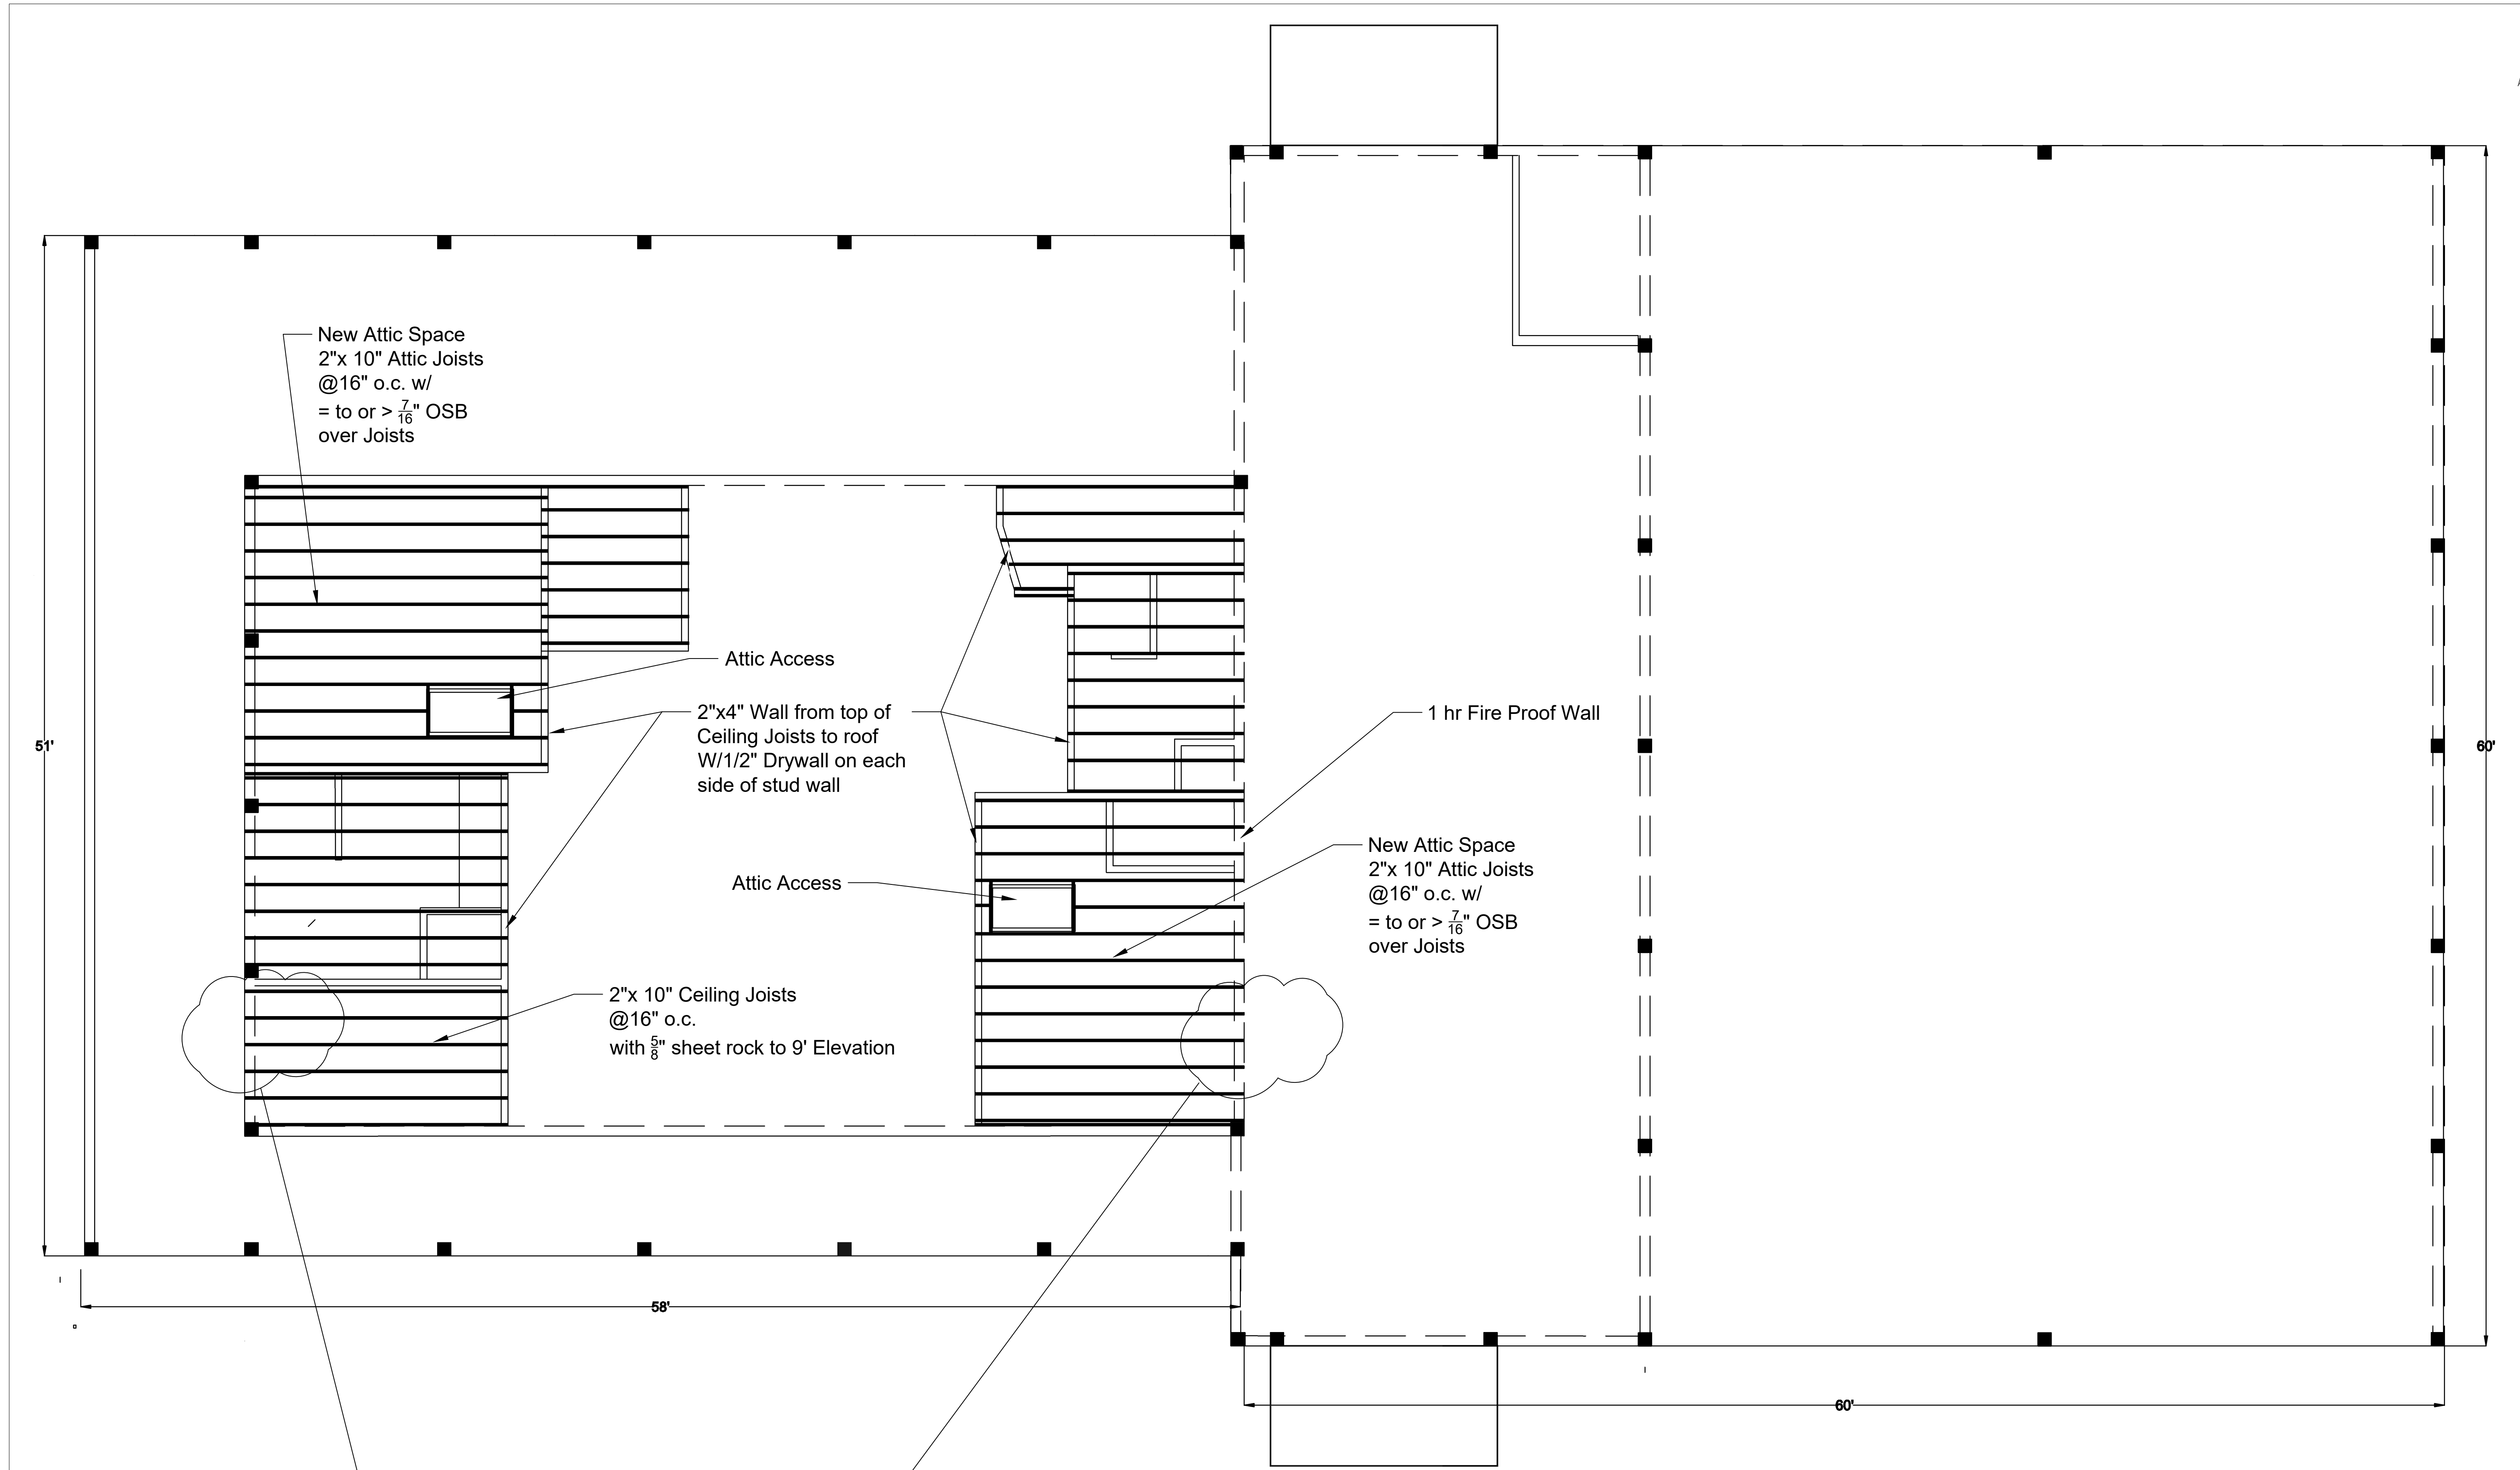 New Attic Space
2"x 10" Attic Joists
@16" o.c. w/
= to or > 7/16" OSB
over Joists
Attic Access
2"x4" Wall from top of
Ceiling Joists to roof
W/1/2" Drywall on each
side of stud wall
1 hr Fire Proof Wall
51'
60'
New Attic Space
2"x 10" Attic Joists
@16" o.c. w/
= to or > 7/16" OSB
over Joists
Attic Access
2"x 10" Ceiling Joists
@16" o.c.
with 5/8" sheet rock to 9' Elevation
58'
60'